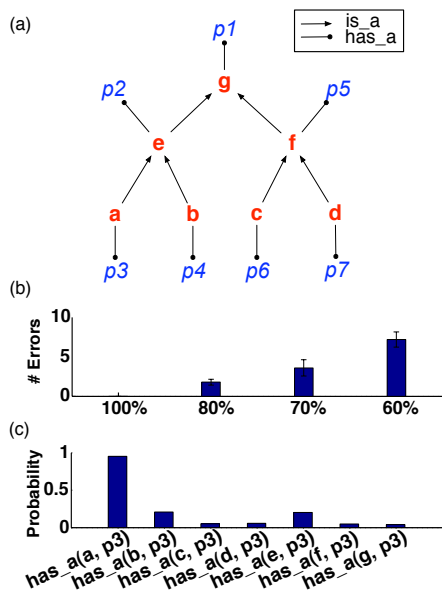 (a)
p1
is_a
has_a
g
p2
p5
e
f
a
b
c
d
p3
p4
p6
p7
(b)
# Errors
10
5
0
100%
80%
70%
60%
(c)
Probability
1
0.5
0
has_a(a, p3)
has_a(b, p3)
has_a(c, p3)
has_a(d, p3)
has_a(e, p3)
has_a(f, p3)
has_a(g, p3)